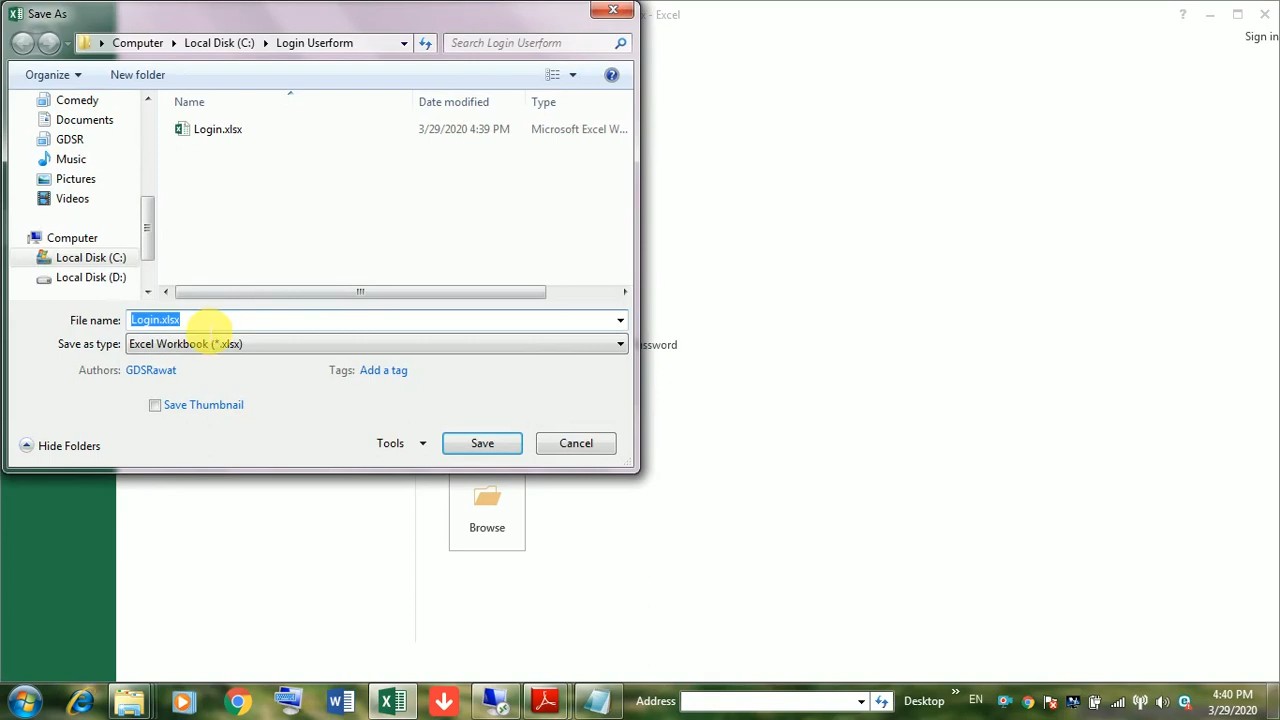 Save As
- Excel
Sign in
Computer
Local Disk (C:)
Login Userform
Search Login Userform
Organize
New folder
Name
Date modified
Type
Comedy
Documents
GDSR
Music
Pictures
Videos
Computer
Local Disk (C:)
Local Disk (D:)
Login.xlsx
3/29/2020 4:39 PM
Microsoft Excel W...
File name:
Login.xlsx
Save as type:
Excel Workbook (*.xlsx)
ssword
Authors:
GDSRawat
Tags:
Add a tag
Save Thumbnail
Hide Folders
Tools
Save
Cancel
Browse
Address
Desktop
EN
4:40 PM
3/29/2020